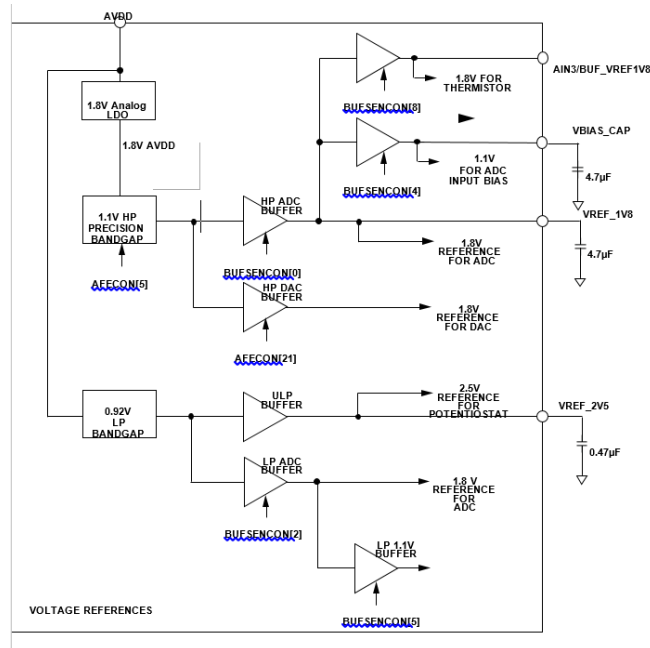 AVDD
1.8V Analog
LDO
1.8V AVDD
1.1V HP
PRECISION
BANDGAP
AFECON[5]
HP ADC
BUFFER
BUFSENCON[0]
HP DAC
BUFFER
AFECON[21]
BUFSENCON[8]
1.8V FOR
THERMISTOR
AIN3/BUF_VREF1V8
BUFSENCON[4]
1.1V
FOR ADC
INPUT BIAS
VBIAS_CAP
4.7µF
VREF_1V8
1.8V
REFERENCE
FOR ADC
4.7µF
1.8V
REFERENCE
FOR DAC
0.92V
LP
BANDGAP
ULP
BUFFER
2.5V
REFERENCE
FOR
POTENTIOSTAT
VREF_2V5
0.47µF
LP ADC
BUFFER
BUFSENCON[2]
1.8 V
REFERENCE
FOR
ADC
LP 1.1V
BUFFER
BUFSENCON[5]
VOLTAGE REFERENCES